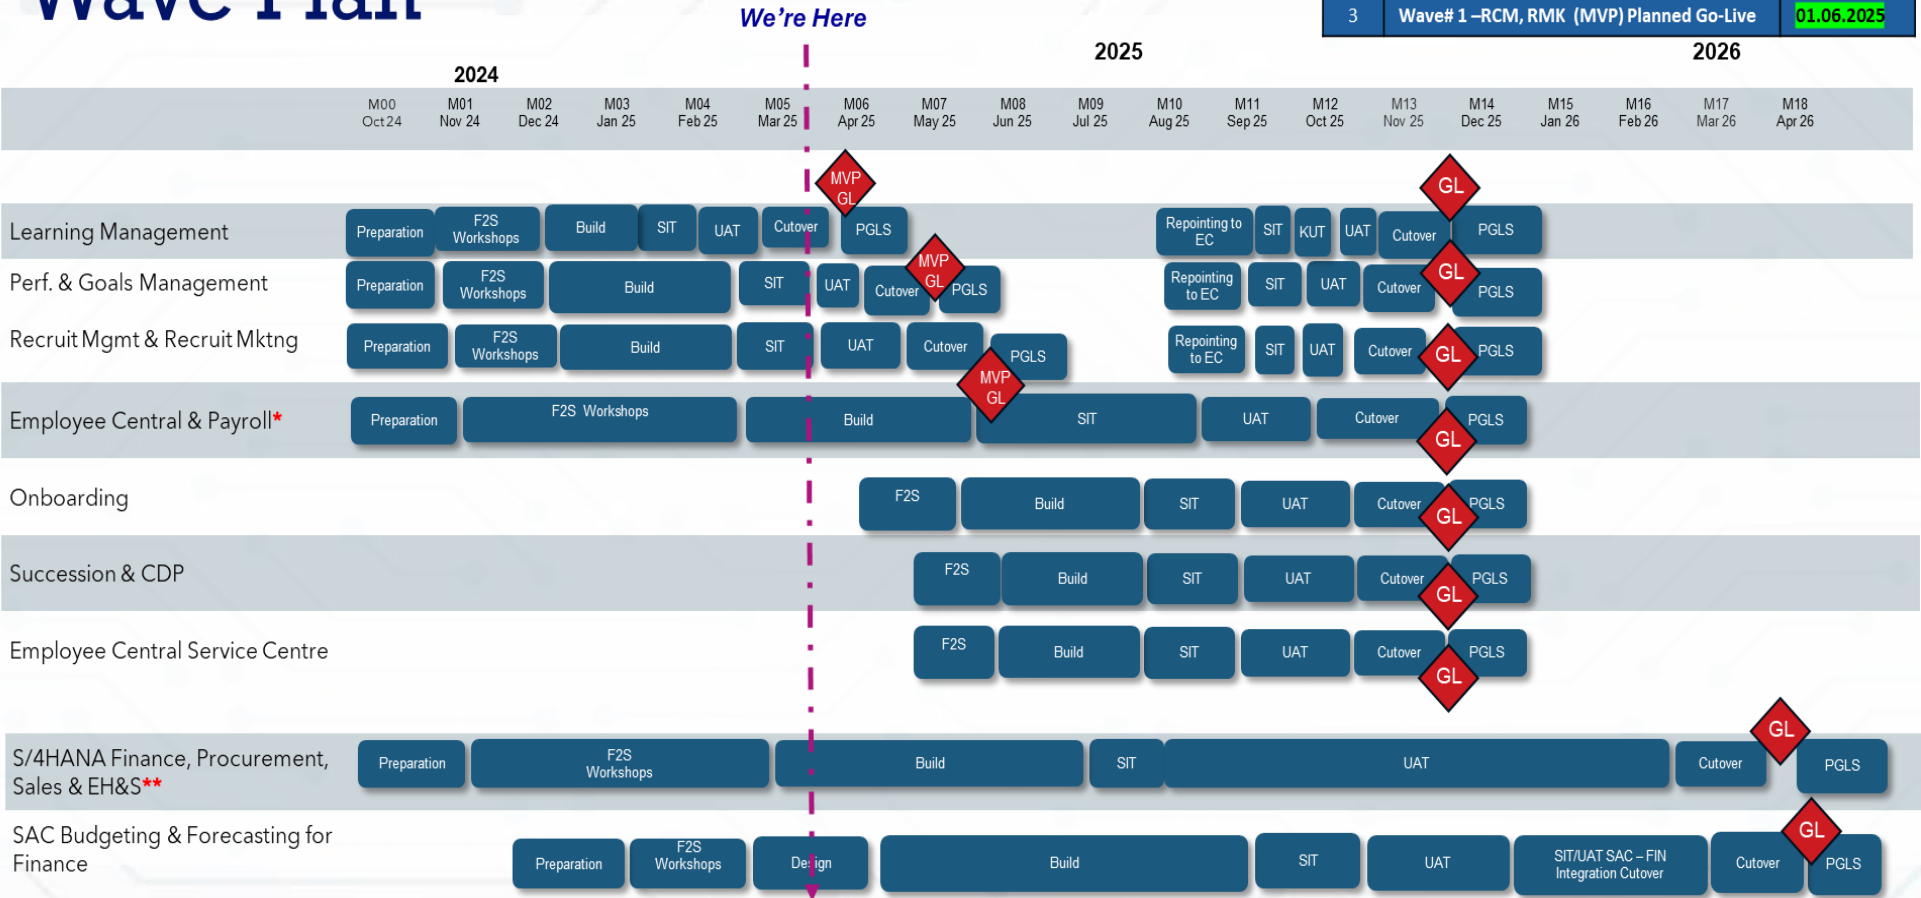 Wave Plan
We're Here
3 Wave# 1 –RCM, RMK (MVP) Planned Go-Live 01.06.2025
2024
2025
2026
M00 M01 M02 M03 M04 M05 M06 M07 M08 M09 M10 M11 M12 M13 M14 M15 M16 M17 M18
Oct 24 Nov 24 Dec 24 Jan 25 Feb 25 Mar 25 Apr 25 May 25 Jun 25 Jul 25 Aug 25 Sep 25 Oct 25 Nov 25 Dec 25 Jan 26 Feb 26 Mar 26 Apr 26
MVP
GL
GL
Learning Management
Preparation
F2S
Workshops
Build
SIT
UAT
Cutover
PGLS
Repointing to
EC
SIT
KUT
UAT
Cutover
PGLS
Perf. & Goals Management
Preparation
F2S
Workshops
Build
SIT
UAT
Cutover
MVP
GL
PGLS
Repointing
to EC
SIT
UAT
Cutover
GL
PGLS
Recruit Mgmt & Recruit Mktng
Preparation
F2S
Workshops
Build
SIT
UAT
Cutover
PGLS
MVP
GL
Repointing
to EC
SIT
UAT
Cutover
GL
PGLS
Employee Central & Payroll*
Preparation
F2S Workshops
Build
SIT
UAT
Cutover
GL
PGLS
Onboarding
F2S
Build
SIT
UAT
Cutover
GL
PGLS
Succession & CDP
F2S
Build
SIT
UAT
Cutover
GL
PGLS
Employee Central Service Centre
F2S
Build
SIT
UAT
Cutover
GL
PGLS
S/4HANA Finance, Procurement,
Sales & EH&S**
Preparation
F2S
Workshops
Build
SIT
UAT
Cutover
GL
PGLS
SAC Budgeting & Forecasting for
Finance
Preparation
F2S
Workshops
Design
Build
SIT
UAT
SIT/UAT SAC – FIN
Integration Cutover
Cutover
GL
PGLS